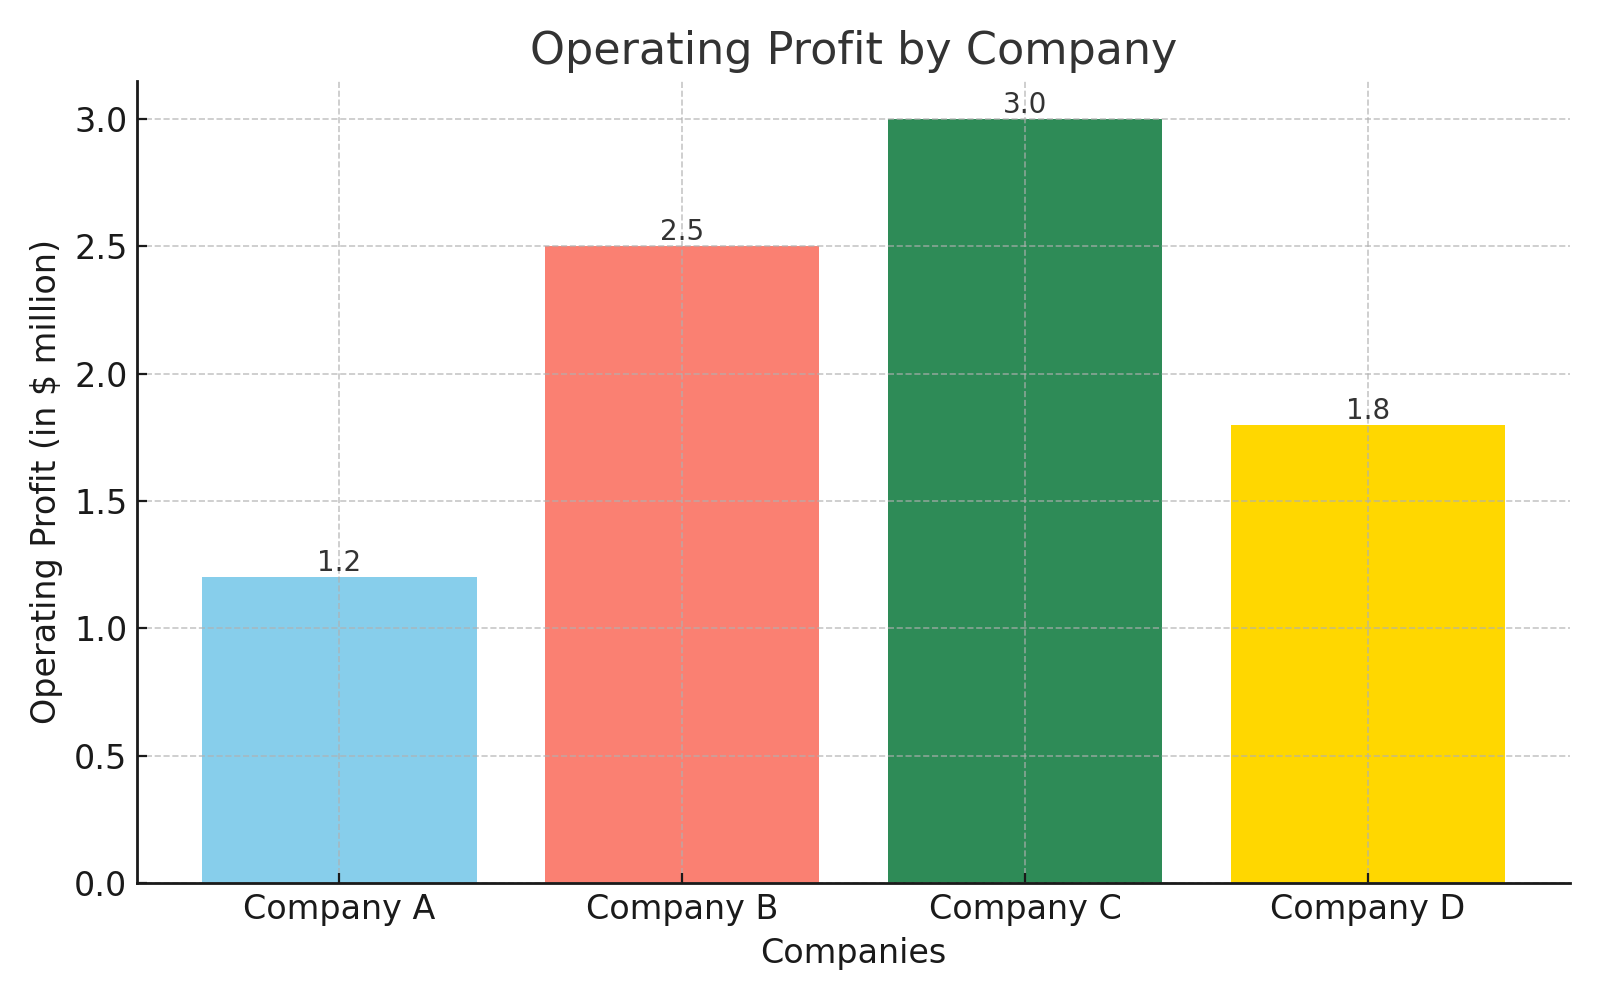 Operating Profit by Company
Operating Profit (in $ million)
3.0
2.5
2.0
1.5
1.0
0.5
0.0
1.2
2.5
3.0
1.8
Company A
Company B
Company C
Company D
Companies